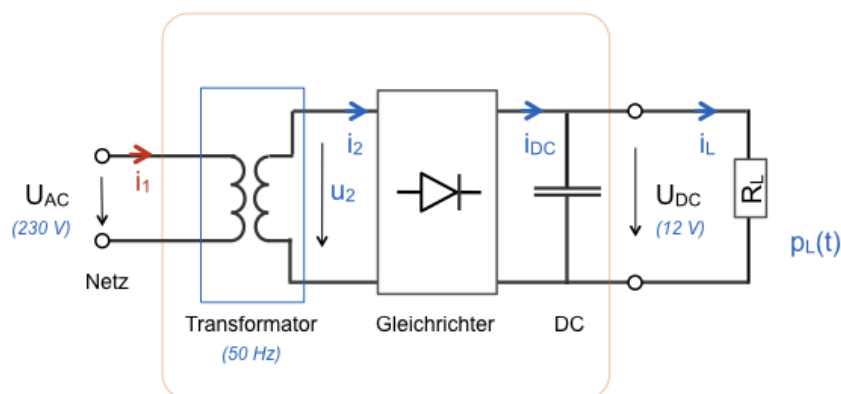 i1
i2
u2
iDC
iL
UAC
(230 V)
UDC
(12 V)
RL
pL(t)
Netz
Transformator
(50 Hz)
Gleichrichter
DC